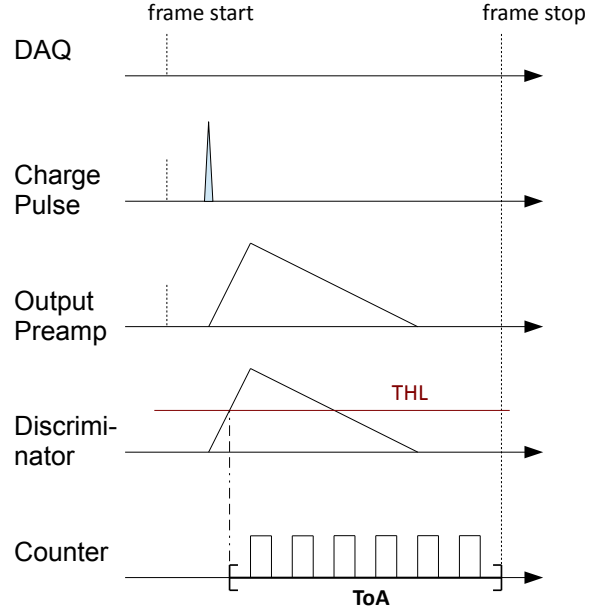 frame start
frame stop
DAQ
Charge
Pulse
Output
Preamp
THL
Discrimi-
nator
Counter
ToA